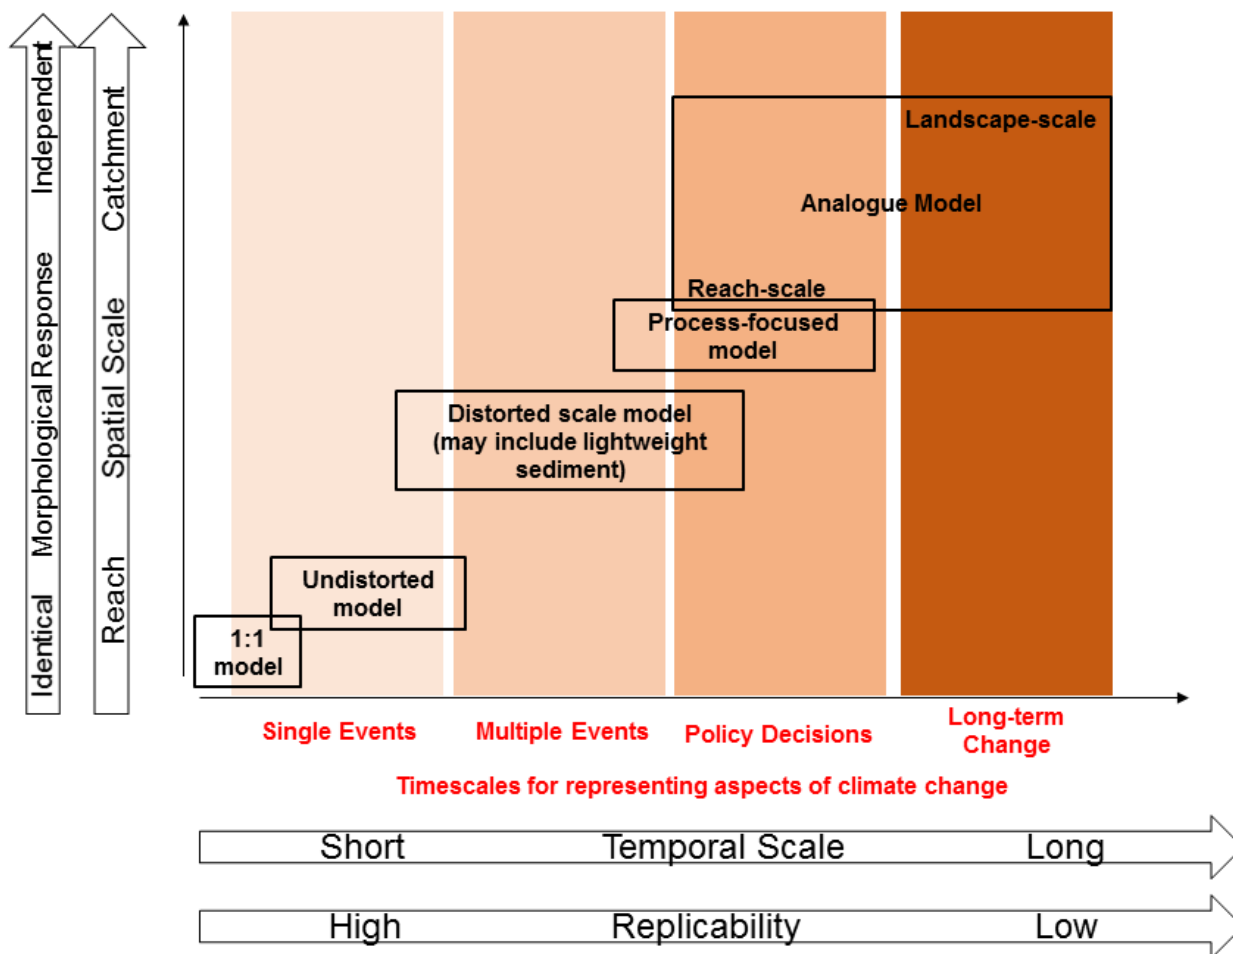 Independent
Morphological Response
Identical
Catchment
Spatial Scale
Reach
Landscape-scale
Analogue Model
Reach-scale
Process-focused
model
Distorted scale model
(may include lightweight
sediment)
Undistorted
model
1:1
model
Single Events
Multiple Events
Policy Decisions
Long-term
Change
Timescales for representing aspects of climate change
Short Temporal Scale Long
High Replicability Low